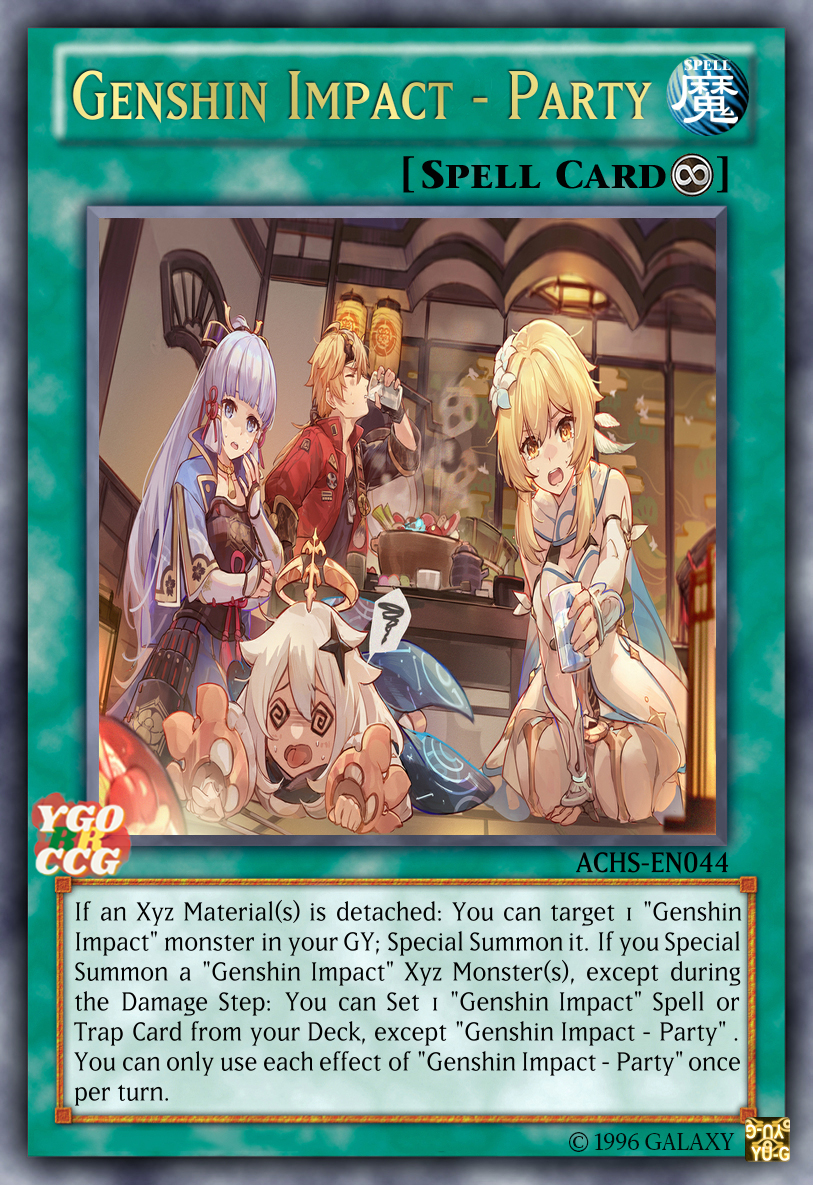 Genshin Impact - Party
SPELL
魔
[Spell Card∞]
YGO
RR
CCG
ACHS-EN044
If an Xyz Material(s) is detached: You can target 1 "Genshin
Impact" monster in your GY; Special Summon it. If you Special
Summon a "Genshin Impact" Xyz Monster(s), except during
the Damage Step: You can Set 1 "Genshin Impact" Spell or
Trap Card from your Deck, except "Genshin Impact - Party" .
You can only use each effect of "Genshin Impact - Party" once
per turn.
© 1996 GALAXY
YU-G